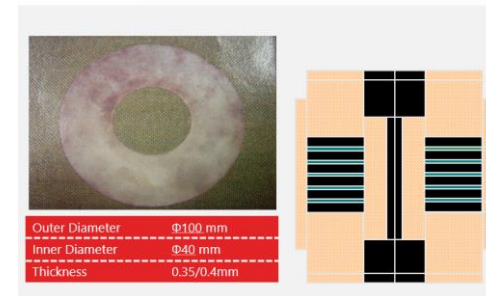 Outer Diameter Φ100 mm
Inner Diameter Φ40 mm
Thickness 0.35/0.4mm